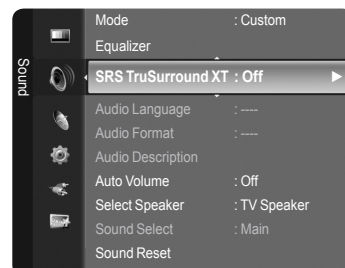 Sound
Mode : Custom
Equalizer
SRS TruSurround XT : Off
Audio Language : ----
Audio Format : ----
Audio Description
Auto Volume : Off
Select Speaker : TV Speaker
Sound Select : Main
Sound Reset